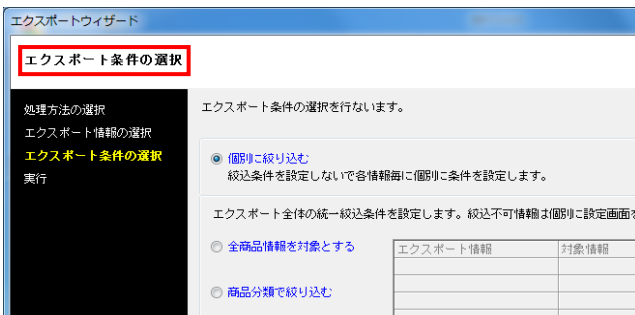 エクスポートウィザード
エクスポート条件の選択
処理方法の選択
エクスポート情報の選択
エクスポート条件の選択
実行
エクスポート条件の選択を行ないます。
個別に絞り込む
絞込条件を設定しないで各情報毎に個別に条件を設定します。
エクスポート全体の統一絞込条件を設定します。絞込不可情報は個別に設定画面を
全商品情報を対象とする
エクスポート情報
対象情報
商品分類で絞り込む